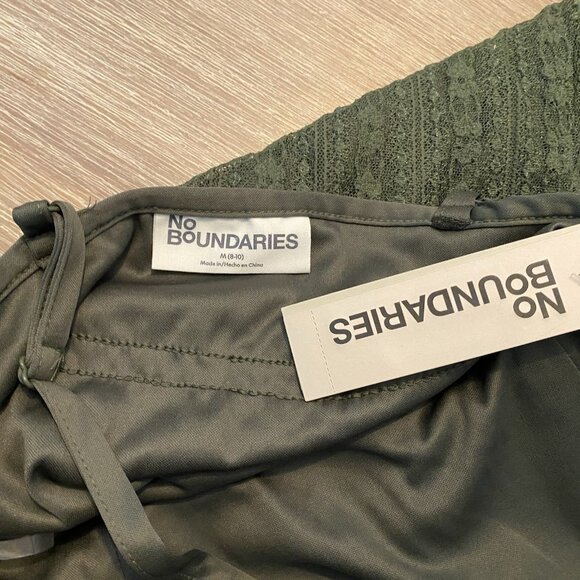 No
BoUNDARIES
M (8-10)
Made in/Hecho en China
No
BoUNDARIES